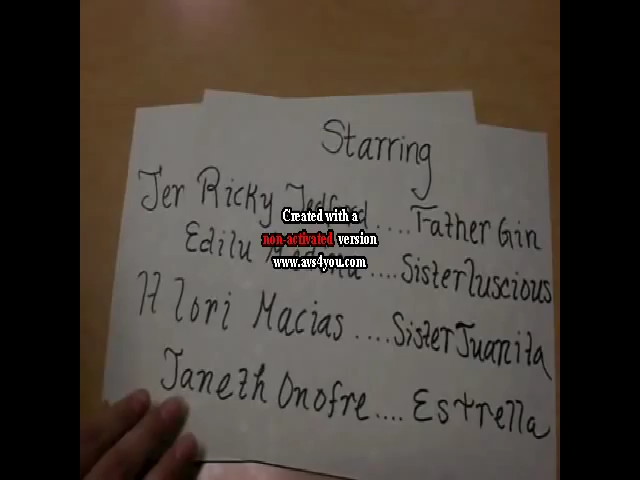 Starring
Jer Ricky Jedford....Father Gin
Created with a
Edilu ....Sister luscious
non-activated version
www.avs4you.com
H lori Macias ....Sister Juanita
Janeth Onofre.... Estrella